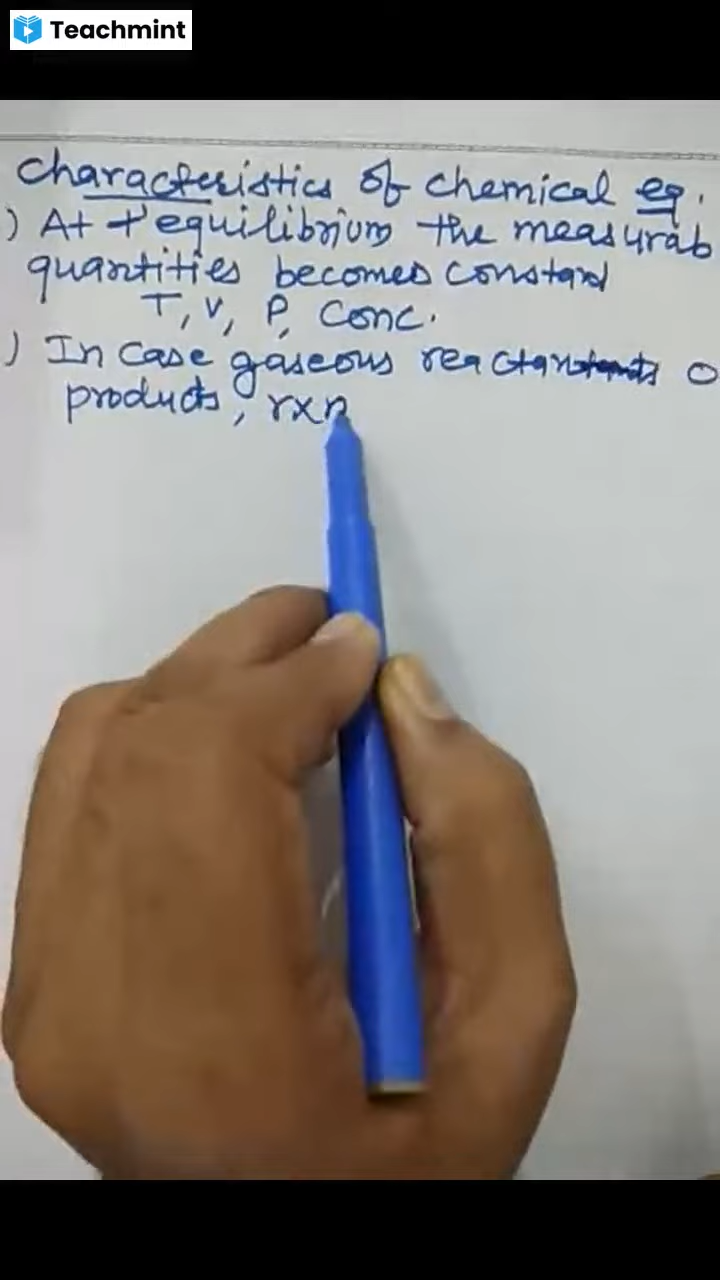 Teachmint
Characteristics of Chemical eq.
) At t' equilibrium the measurab
quantities becomes constant
T, V, P, Conc.
) In Case gaseous reactants o
products, rxn